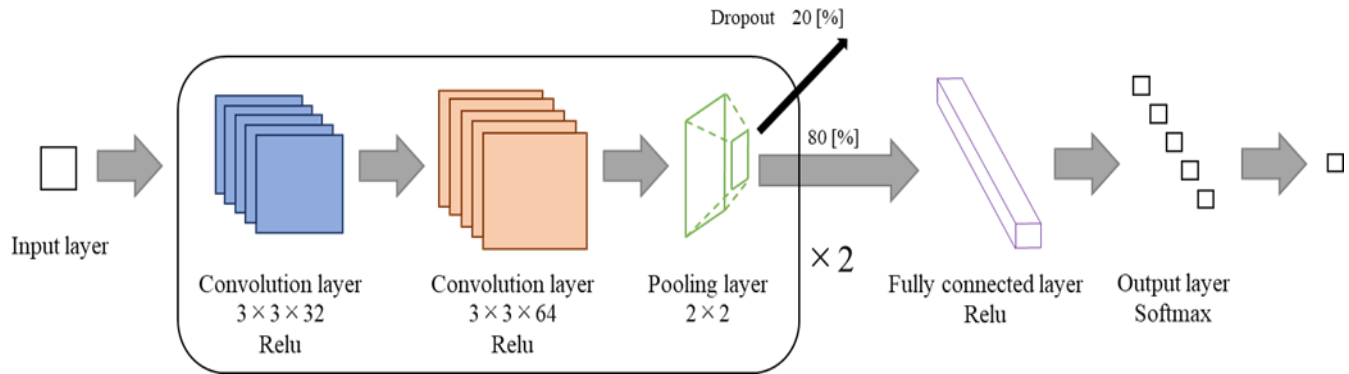 Dropout 20 [%]
80 [%]
Input layer
Convolution layer
3×3×32
Relu
Convolution layer
3×3×64
Relu
Pooling layer
2×2
×2
Fully connected layer
Relu
Output layer
Softmax